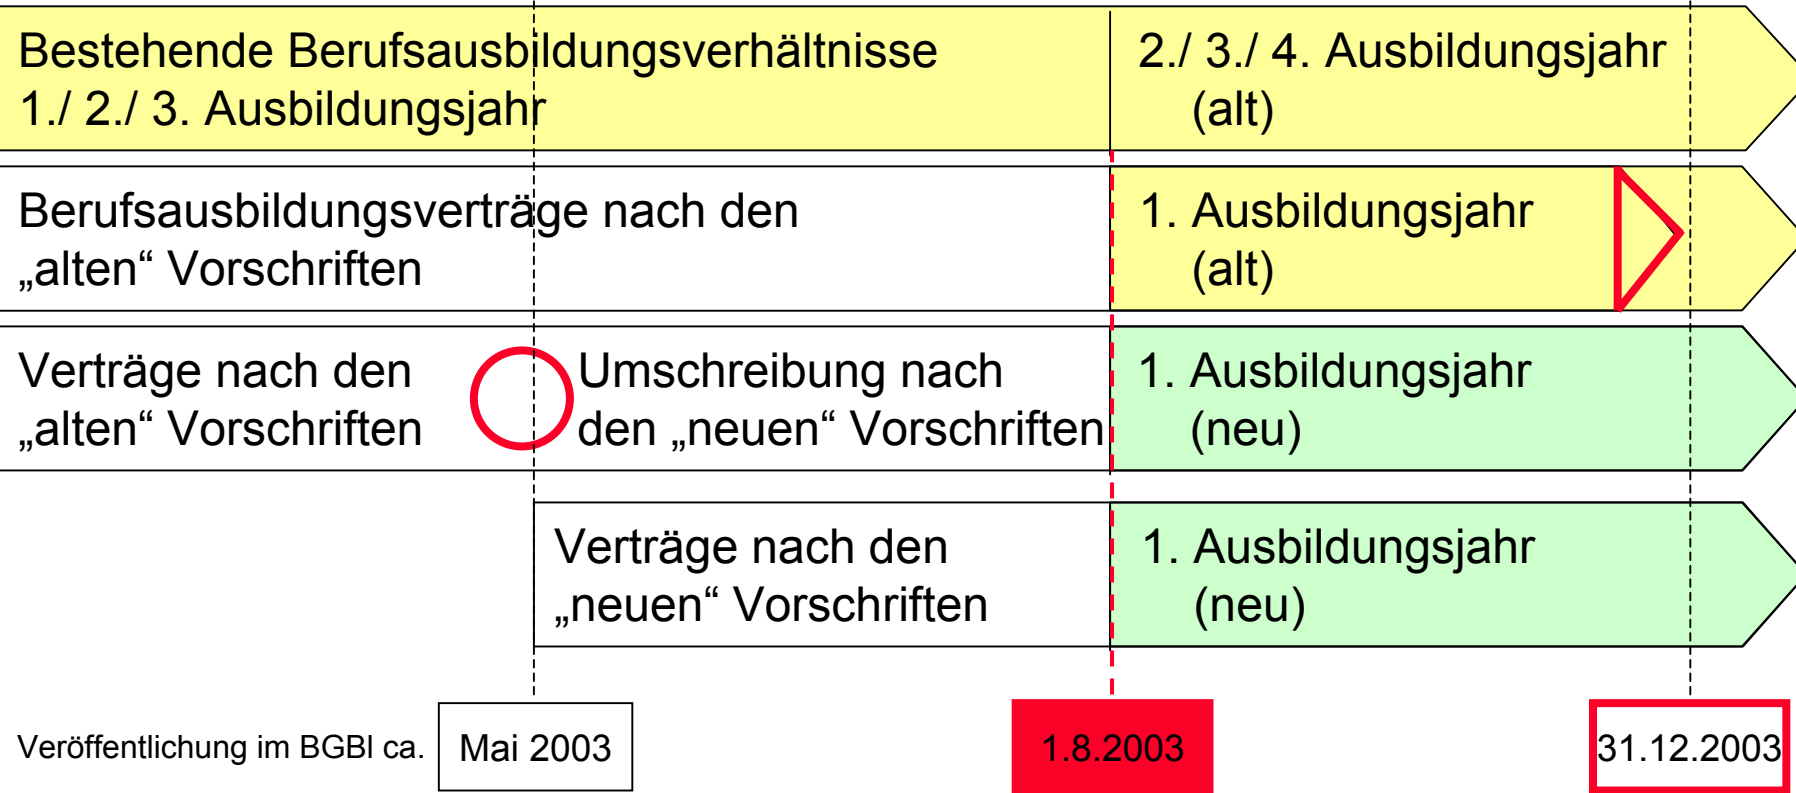 Bestehende Berufsausbildungsverhältnisse
1./ 2./ 3. Ausbildungsjahr
2./ 3./ 4. Ausbildungsjahr
(alt)
Berufsausbildungsverträge nach den
„alten“ Vorschriften
1. Ausbildungsjahr
(alt)
Verträge nach den
„alten“ Vorschriften
Umschreibung nach
den „neuen“ Vorschriften
1. Ausbildungsjahr
(neu)
Verträge nach den
„neuen“ Vorschriften
1. Ausbildungsjahr
(neu)
Veröffentlichung im BGBl ca.
Mai 2003
1.8.2003
31.12.2003